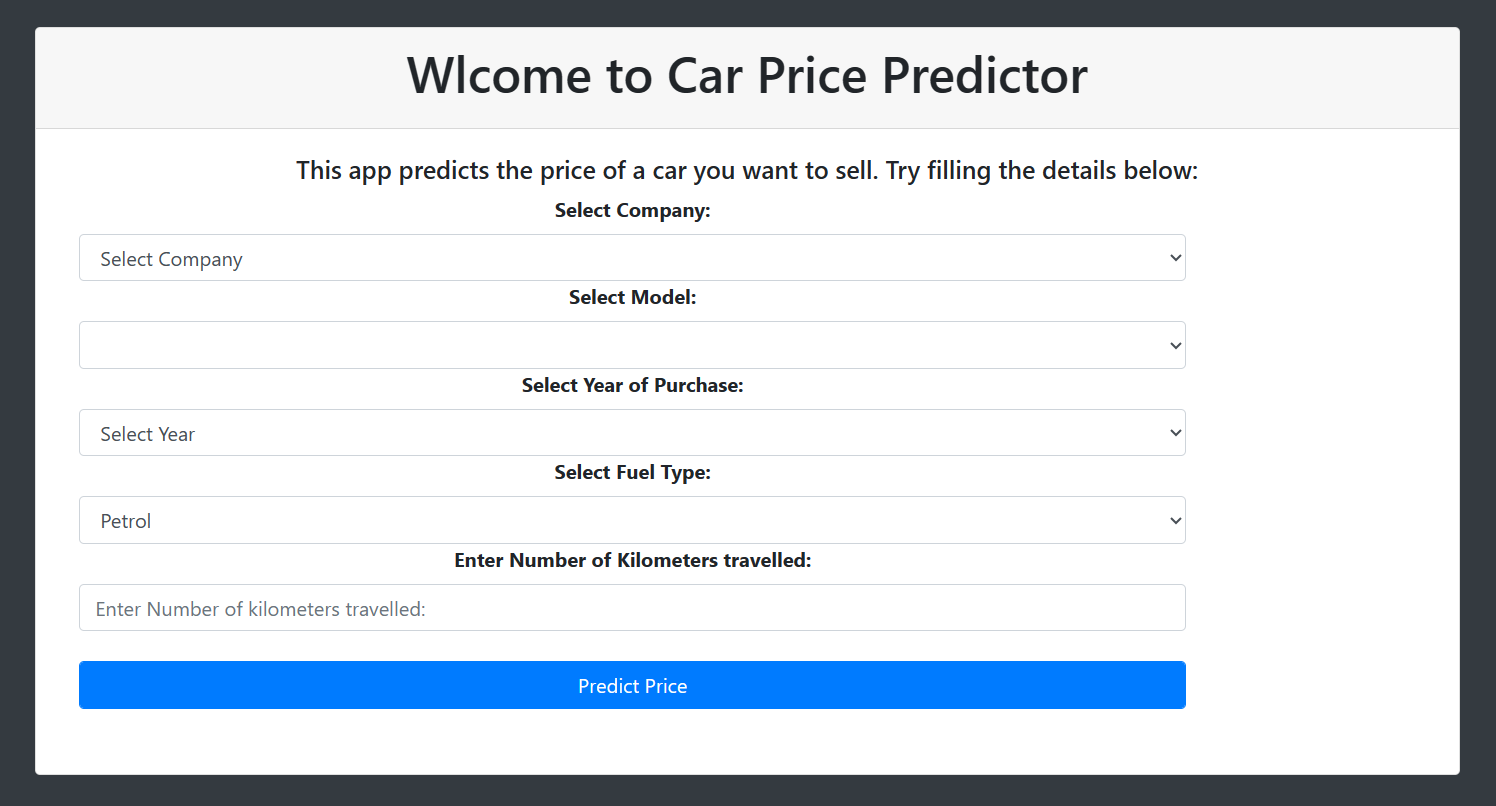 Wlcome to Car Price Predictor
This app predicts the price of a car you want to sell. Try filling the details below:
Select Company:
Select Company
Select Model:
Select Year of Purchase:
Select Year
Select Fuel Type:
Petrol
Enter Number of Kilometers travelled:
Enter Number of kilometers travelled:
Predict Price